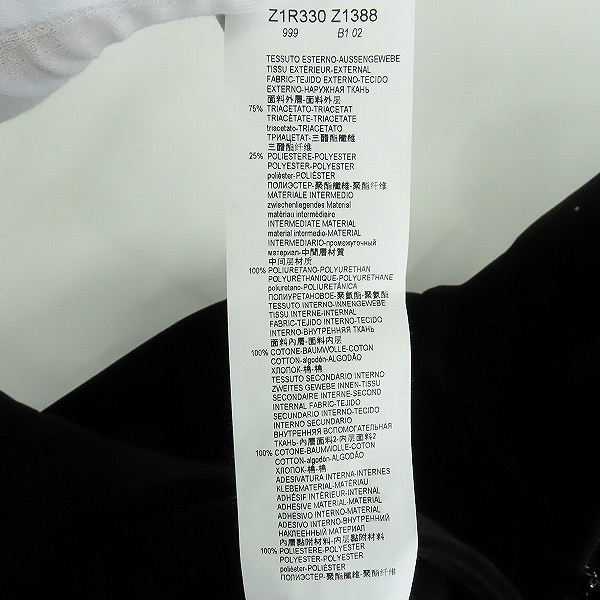 Z1R330 Z1388
999 B1 02
TESSUTO ESTERNO-AUSSENGEWEBE
TISSU EXTÉRIEUR-EXTERNAL
FABRIC-TEJIDO EXTERNO-TECIDO
EXTERNO-НАРУЖНАЯ ТКАНЬ
面料外層-面料外层
75% TRIACETATO-TRIACETAT
TRIACÉTATE-TRIACETATE
triacetato-TRIACETATO
ТРИАЦЕТАТ-三醋酯纖維
三醋酯纤维
25% POLIESTERE-POLYESTER
POLYESTER-POLYESTER
poliéster-POLIÉSTER
ПОЛИЭСТЕР-聚酯纖維-聚酯纤维
MATERIALE INTERMEDIO
zwischenliegendes Material
matériau intermédiaire
INTERMEDIATE MATERIAL
material intermedio-MATERIAL
INTERMEDIÁRIO-промежуточный
материал-中間層材質
中间层材质
100% POLIURETANO-POLYURETHAN
POLYURÉTHANIQUE-POLYURETHANE
poliuretano-POLIURETÂNICA
ПОЛИУРЕТАНОВОЕ-聚氨酯-聚氨酯
TESSUTO INTERNO-INNENGEWEBE
TISSU INTERNE-INTERNAL
FABRIC-TEJIDO INTERNO-TECIDO
INTERNO-ВНУТРЕННЯЯ ТКАНЬ
面料內層-面料内层
100% COTONE-BAUMWOLLE-COTON
COTTON-algodón-ALGODÃO
ХЛОПОК-棉-棉
TESSUTO SECONDARIO INTERNO
ZWEITES GEWEBE INNEN-TISSU
SECONDAIRE INTERNE-SECOND
INTERNAL FABRIC-TEJIDO
SECUNDARIO INTERNO-TECIDO
INTERNO SECUNDÁRIO
ВНУТРЕННЯЯ ВСПОМОГАТЕЛЬНАЯ
ТКАНЬ-內層面料2-内层面料2
100% COTONE-BAUMWOLLE-COTON
COTTON-algodón-ALGODÃO
ХЛОПОК-棉-棉
ADESIVATURA INTERNA-INTERNES
KLEBEMATERIAL-MATÉRIAU
ADHÉSIF INTÉRIEUR-INTERNAL
ADHESIVE MATERIAL-MATERIAL
ADHESIVO INTERNO-MATERIAL
ADESIVO INTERNO-ВНУТРЕННИЙ
НАКЛЕЕННЫЙ МАТЕРИАЛ
內層黏附材料-内层黏附材料
100% POLIESTERE-POLYESTER
POLYESTER-POLYESTER
poliéster-POLIÉSTER
ПОЛИЭСТЕР-聚酯纖維-聚酯纤维